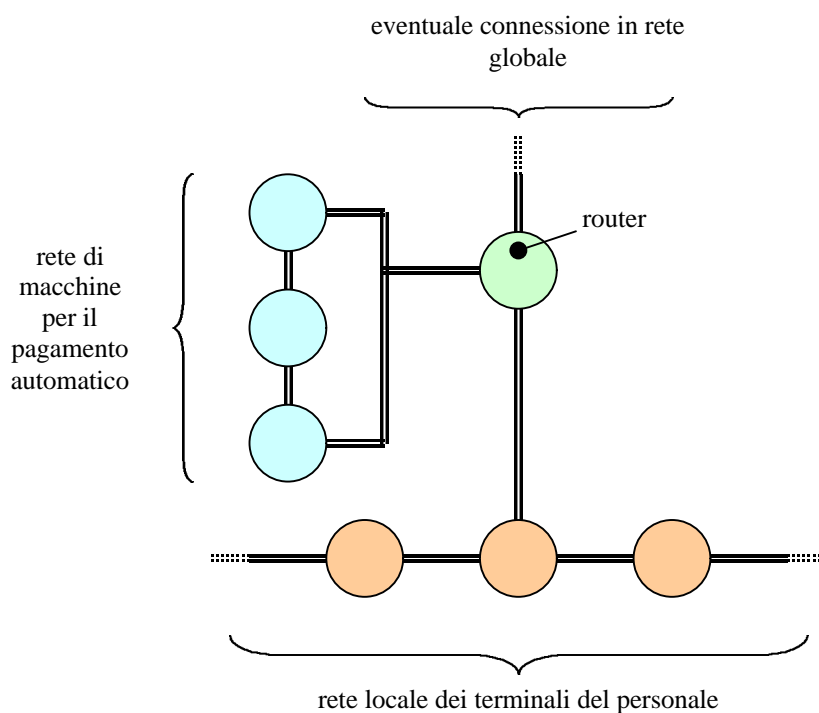 eventuale connessione in rete
globale
router
rete di
macchine
per il
pagamento
automatico
rete locale dei terminali del personale